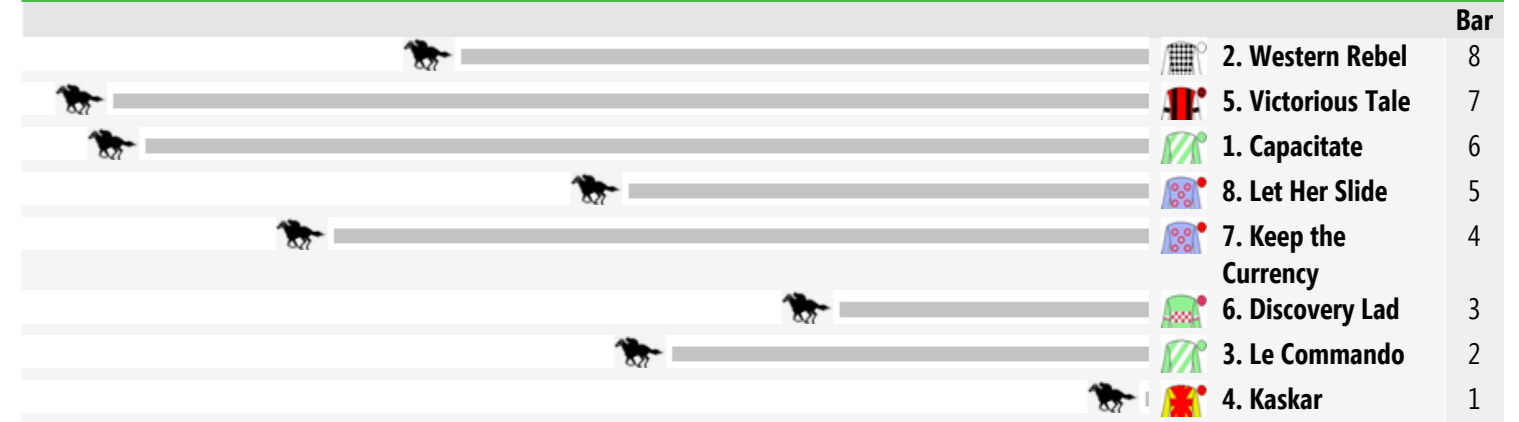 Bar
2. Western Rebel 8
5. Victorious Tale 7
1. Capacitate 6
8. Let Her Slide 5
7. Keep the 4
Currency
6. Discovery Lad 3
3. Le Commando 2
4. Kaskar 1